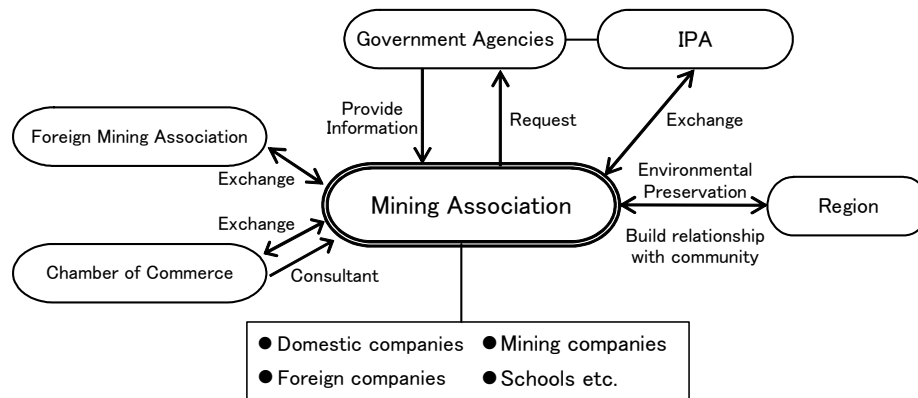 Government Agencies
IPA
Provide
Information
Request
Exchange
Foreign Mining Association
Exchange
Environmental
Preservation
Mining Association
Region
Exchange
Build relationship
with community
Chamber of Commerce
Consultant
● Domestic companies ● Mining companies
● Foreign companies ● Schools etc.